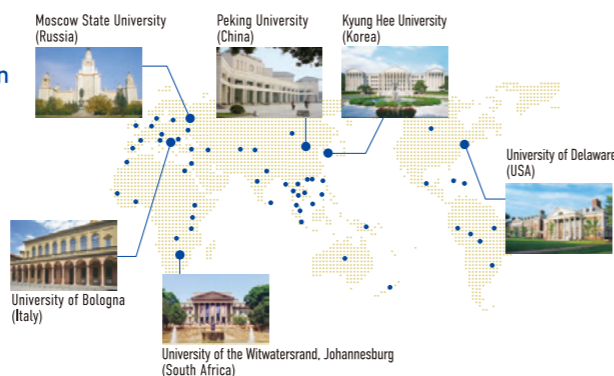 Moscow State University
(Russia)
Peking University
(China)
Kyung Hee University
(Korea)
n
University of Delaware
(USA)
University of Bologna
(Italy)
University of the Witwatersrand, Johannesburg
(South Africa)